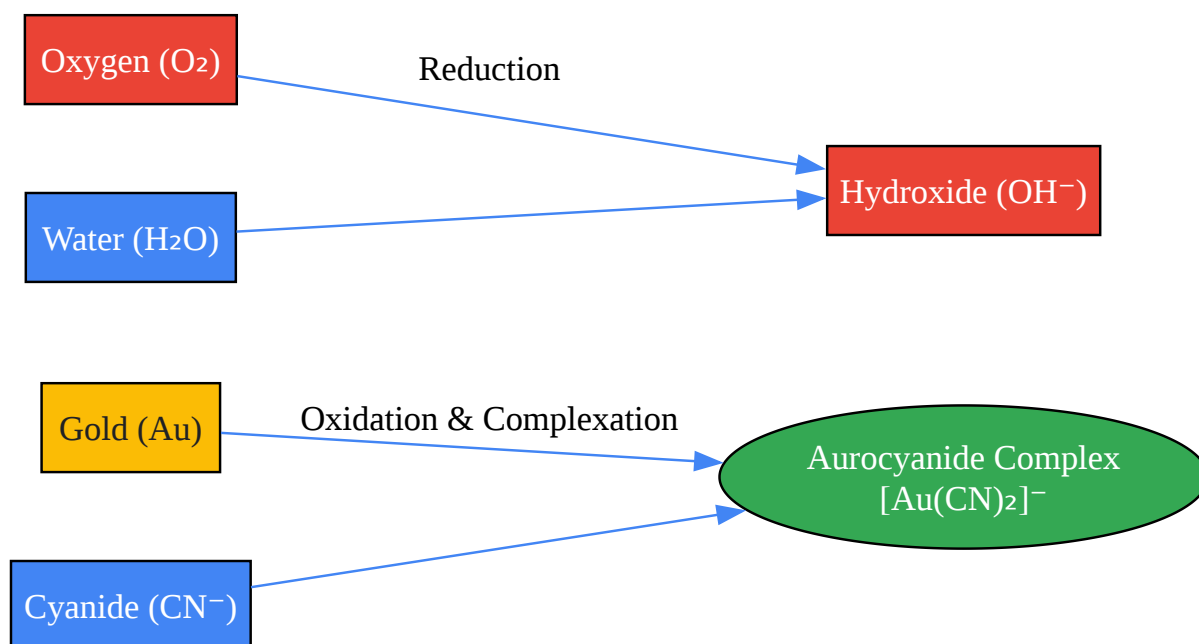 Oxygen (O₂)
Reduction
Hydroxide (OH⁻)
Water (H₂O)
Gold (Au)
Oxidation & Complexation
Aurocyanide Complex
[Au(CN)₂]⁻
Cyanide (CN⁻)